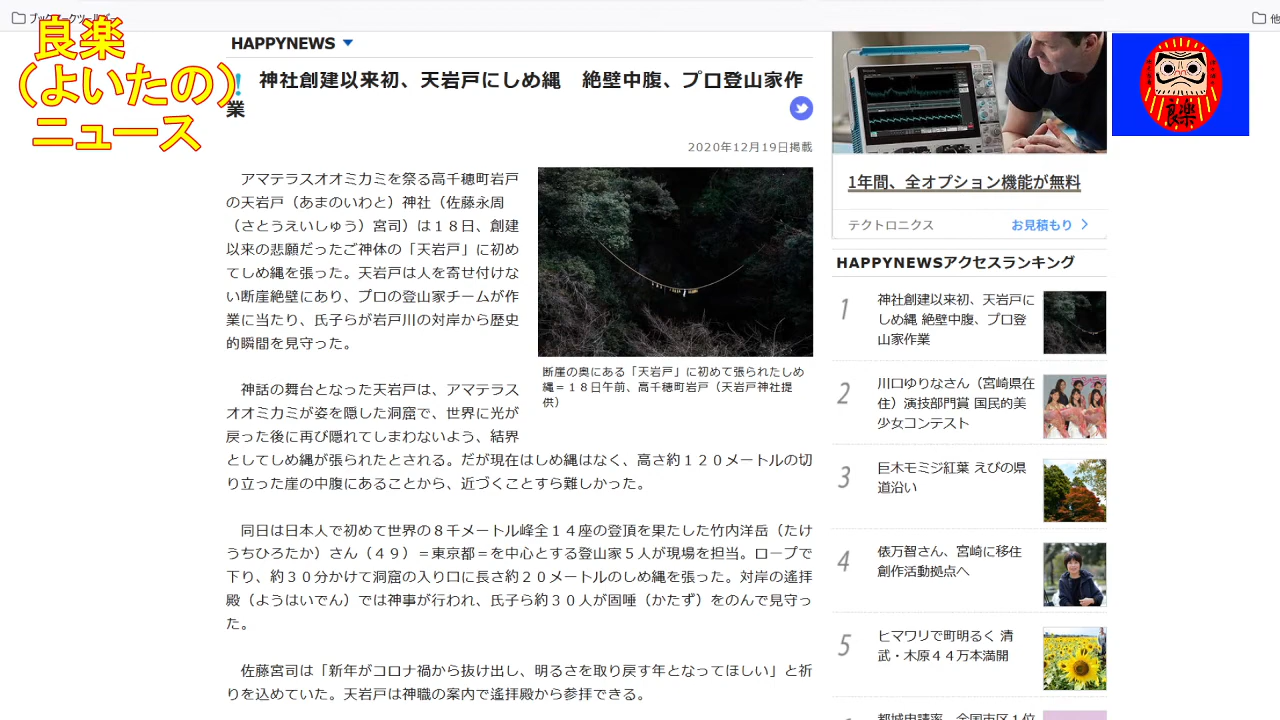 ブックマークツールバー
他
良楽
（よいたの）
ニュース
HAPPYNEWS
神社創建以来初、天岩戸にしめ縄　絶壁中腹、プロ登山家作
業
2020年12月19日掲載
　アマテラスオオミカミを祭る高千穂町岩戸
の天岩戸（あまのいわと）神社（佐藤永周
（さとうえいしゅう）宮司）は１８日、創建
以来の悲願だったご神体の「天岩戸」に初め
てしめ縄を張った。天岩戸は人を寄せ付けな
い断崖絶壁にあり、プロの登山家チームが作
業に当たり、氏子らが岩戸川の対岸から歴史
的瞬間を見守った。
断崖の奥にある「天岩戸」に初めて張られたしめ
縄＝１８日午前、高千穂町岩戸（天岩戸神社提
供）
　神話の舞台となった天岩戸は、アマテラス
オオミカミが姿を隠した洞窟で、世界に光が
戻った後に再び隠れてしまわないよう、結界
としてしめ縄が張られたとされる。だが現在はしめ縄はなく、高さ約１２０メートルの切
り立った崖の中腹にあることから、近づくことすら難しかった。
　同日は日本人で初めて世界の８千メートル峰全１４座の登頂を果たした竹内洋岳（たけ
うちひろたか）さん（４９）＝東京都＝を中心とする登山家５人が現場を担当。ロープで
下り、約３０分かけて洞窟の入り口に長さ約２０メートルのしめ縄を張った。対岸の遙拝
殿（ようはいでん）では神事が行われ、氏子ら約３０人が固唾（かたず）をのんで見守っ
た。
　佐藤宮司は「新年がコロナ禍から抜け出し、明るさを取り戻す年となってほしい」と祈
りを込めていた。天岩戸は神職の案内で遙拝殿から参拝できる。
1年間、全オプション機能が無料
テクトロニクス
お見積もり
HAPPYNEWSアクセスランキング
1
神社創建以来初、天岩戸に
しめ縄 絶壁中腹、プロ登
山家作業
2
川口ゆりなさん（宮崎県在
住）演技部門賞 国民的美
少女コンテスト
3
巨木モミジ紅葉 えびの県
道沿い
4
俵万智さん、宮崎に移住
創作活動拠点へ
5
ヒマワリで町明るく 清
武・木原４４万本満開
都城申請率、全国市区１位
良楽